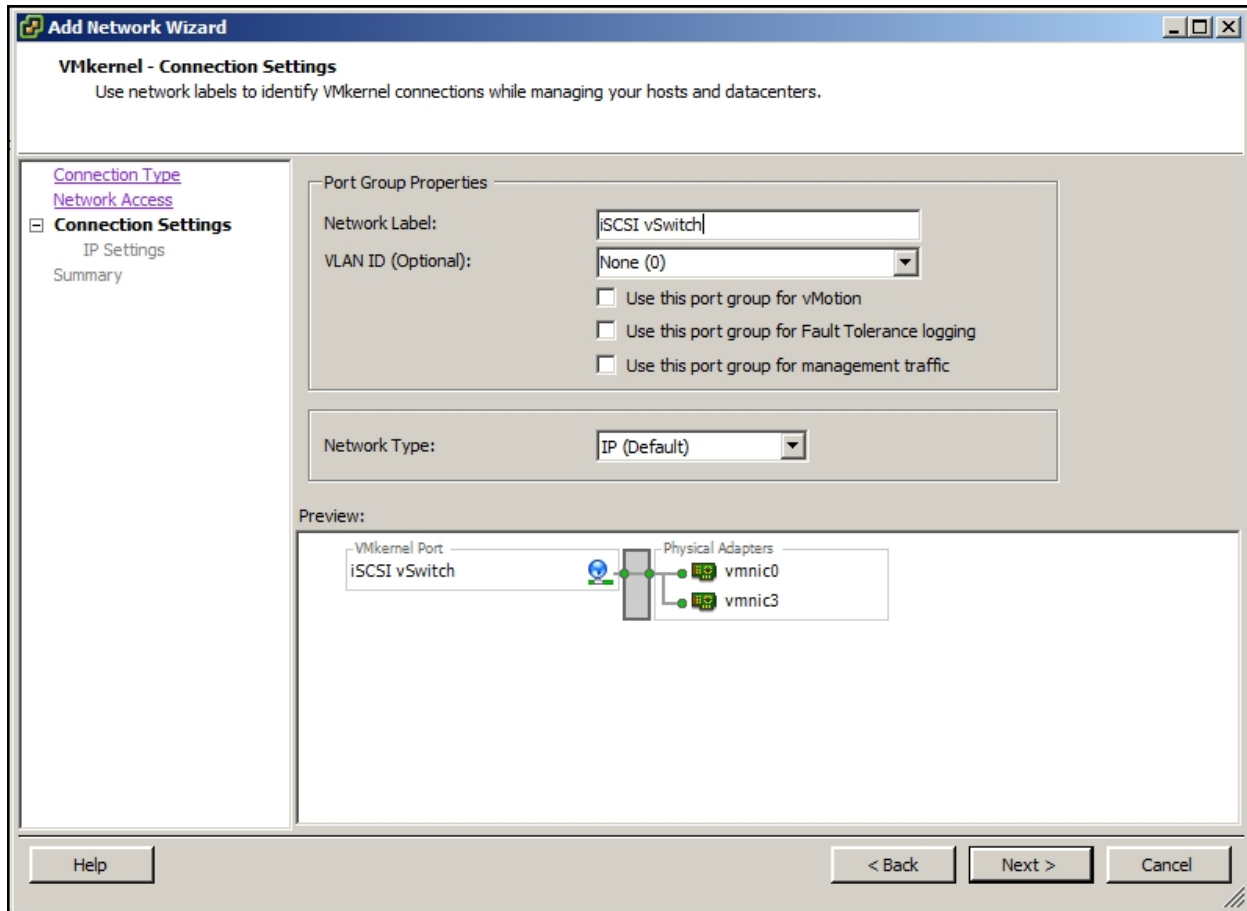 Add Network Wizard
VMkernel - Connection Settings
Use network labels to identify VMkernel connections while managing your hosts and datacenters.
Connection Type
Network Access
Connection Settings
IP Settings
Summary
Port Group Properties
Network Label:
iSCSI vSwitch
VLAN ID (Optional):
None (0)
Use this port group for vMotion
Use this port group for Fault Tolerance logging
Use this port group for management traffic
Network Type:
IP (Default)
Preview:
VMkernel Port
iSCSI vSwitch
Physical Adapters
vmnic0
vmnic3
Help
< Back
Next >
Cancel